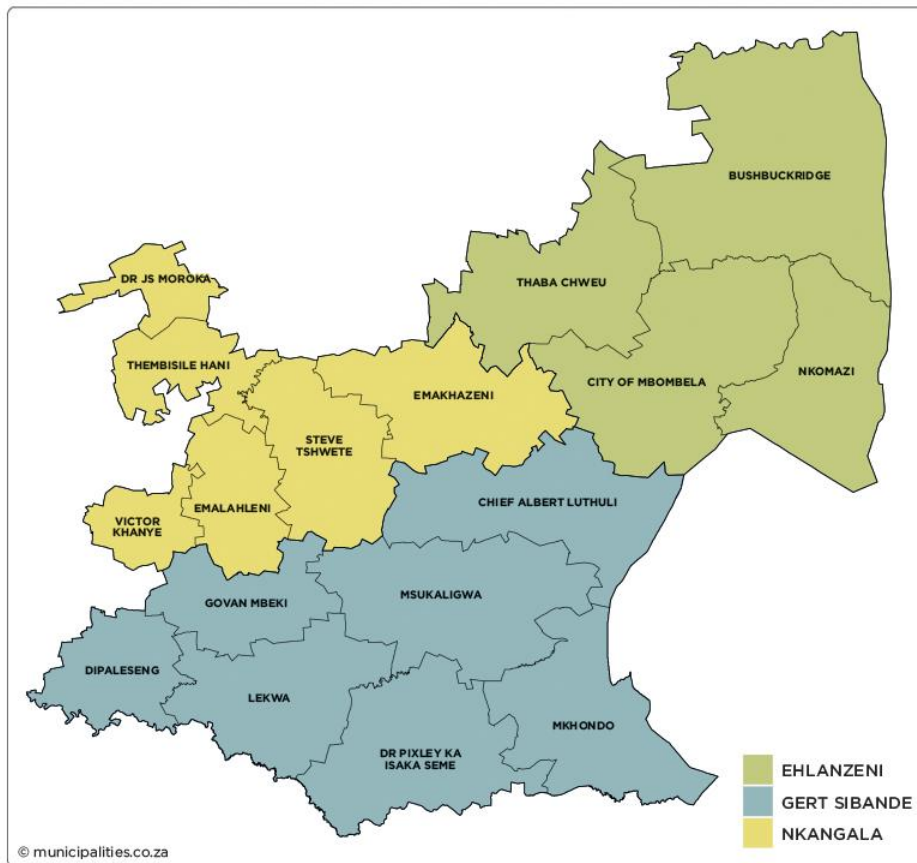 BUSHBUCKRIDGE
THABA CHWEU
DR JS MOROKA
THEMBISILE HANI
NKOMAZI
CITY OF MBOMBELA
EMAKHAZENI
STEVE
TSHWETE
CHIEF ALBERT LUTHULI
EMALAHLENI
VICTOR
KHANYE
MSUKALIGWA
GOVAN MBEKI
DIPALESENG
LEKWA
MKHONDO
DR PIXLEY KA
ISAKA SEME
EHLANZENI
GERT SIBANDE
NKANGALA
© municipalities.co.za